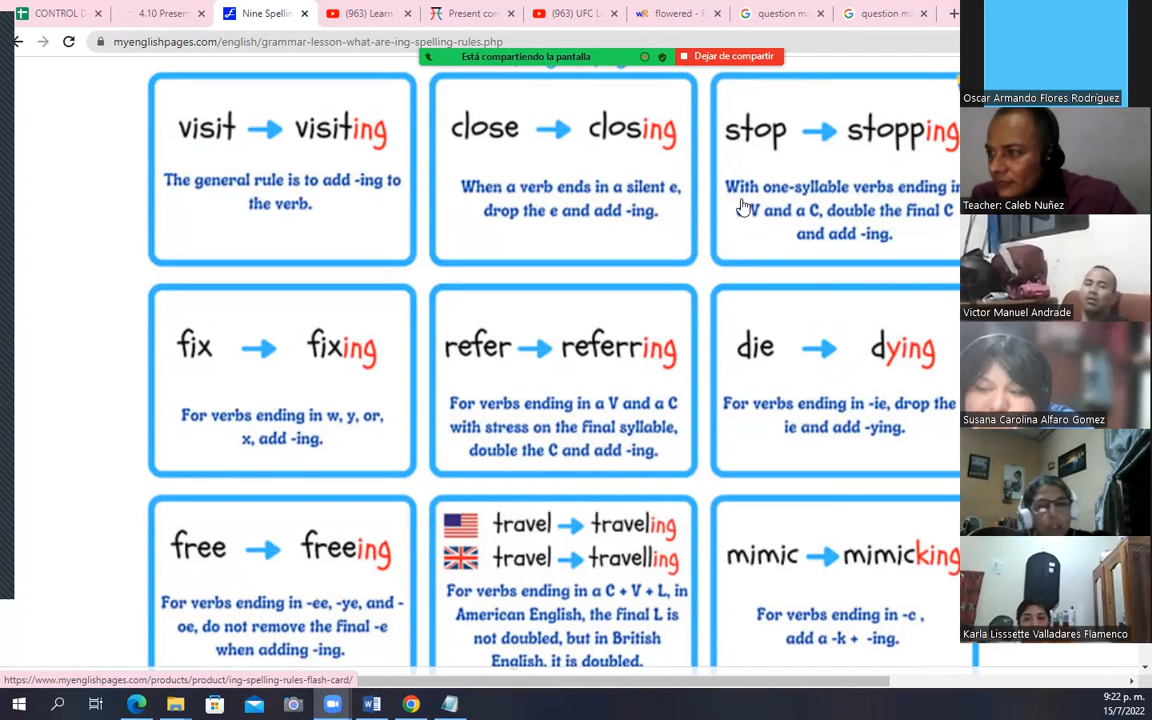 CONTROL D
4.10 Present
Nine Spellin
(963) Learn
Present con
(963) UFC L
flowered - E
question ma
question ma
myenglishpages.com/english/grammar-lesson-what-are-ing-spelling-rules.php
Está compartiendo la pantalla
Dejar de compartir
visit → visiting
The general rule is to add -ing to
the verb.
close → closing
When a verb ends in a silent e,
drop the e and add -ing.
stop → stopping
With one-syllable verbs ending in
V and a C, double the final C
and add -ing.
fix → fixing
For verbs ending in w, y, or,
x, add -ing.
refer → referring
For verbs ending in a V and a C
with stress on the final syllable,
double the C and add -ing.
die → dying
For verbs ending in -ie, drop the
ie and add -ying.
free → freeing
For verbs ending in -ee, -ye, and -
oe, do not remove the final -e
when adding -ing.
travel → traveling
travel → travelling
For verbs ending in a C + V + L, in
American English, the final L is
not doubled, but in British
English, it is doubled.
mimic → mimicking
For verbs ending in -c ,
add a -k + -ing.
Oscar Armando Flores Rodríguez
Teacher: Caleb Nuñez
Victor Manuel Andrade
Susana Carolina Alfaro Gomez
Karla Lisssette Valladares Flamenco
https://www.myenglishpages.com/products/product/ing-spelling-rules-flash-card/
9:22 p. m.
15/7/2022